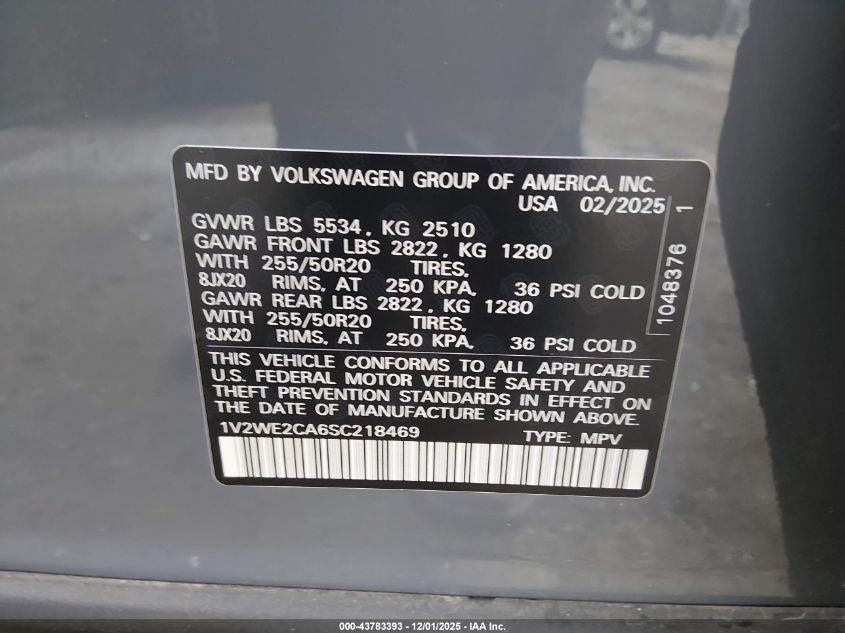 MFD BY VOLKSWAGEN GROUP OF AMERICA, INC.
USA 02/2025
GVWR LBS 5534, KG 2510
GAWR FRONT LBS 2822, KG 1280
WITH 255/50R20 TIRES,
8JX20 RIMS, AT 250 KPA, 36 PSI COLD
GAWR REAR LBS 2822, KG 1280
WITH 255/50R20 TIRES,
8JX20 RIMS, AT 250 KPA, 36 PSI COLD
1048376 1
THIS VEHICLE CONFORMS TO ALL APPLICABLE
U.S. FEDERAL MOTOR VEHICLE SAFETY AND
THEFT PREVENTION STANDARDS IN EFFECT ON
THE DATE OF MANUFACTURE SHOWN ABOVE.
1V2WE2CA6SC218469 TYPE: MPV
000-43783393 - 12/01/2025 - IAA Inc.